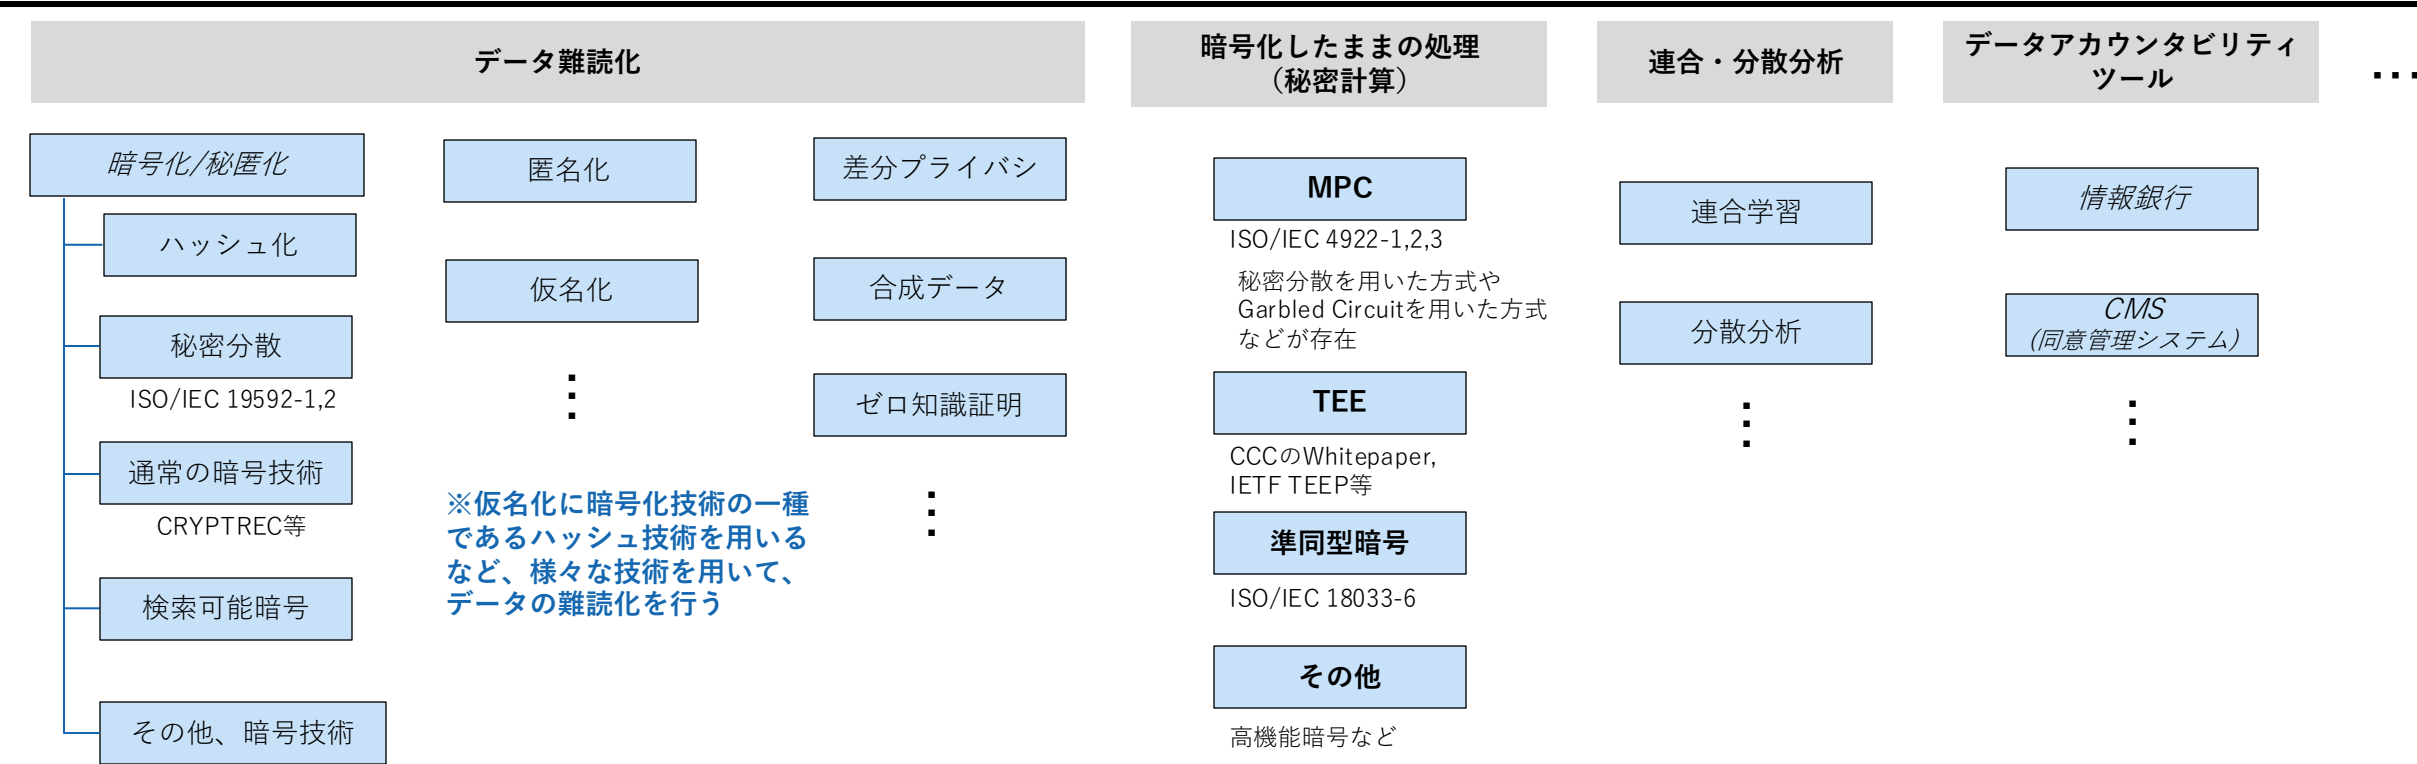 データ難読化
暗号化/秘匿化
ハッシュ化
秘密分散
ISO/IEC 19592-1,2
通常の暗号技術
CRYPTREC等
検索可能暗号
その他、暗号技術
匿名化
仮名化
⋮
※仮名化に暗号化技術の一種
であるハッシュ技術を用いる
など、様々な技術を用いて、
データの難読化を行う
差分プライバシ
合成データ
ゼロ知識証明
⋮
暗号化したままの処理
（秘密計算）
MPC
ISO/IEC 4922-1,2,3
秘密分散を用いた方式や
Garbled Circuitを用いた方式
などが存在
TEE
CCCのWhitepaper,
IETF TEEP等
準同型暗号
ISO/IEC 18033-6
その他
高機能暗号など
連合・分散分析
連合学習
分散分析
⋮
データアカウンタビリティ
ツール
情報銀行
CMS
(同意管理システム)
⋮
…